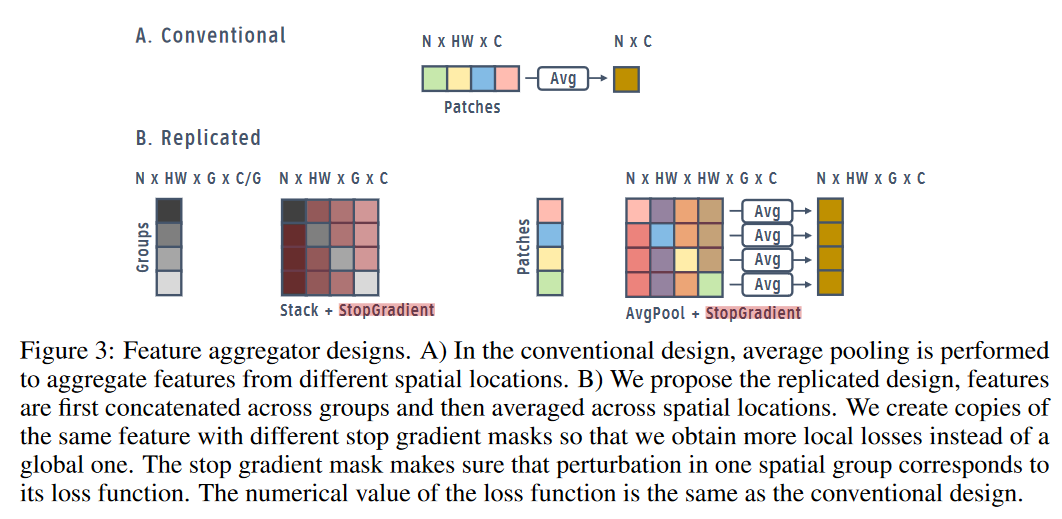 A. Conventional
N x HW x C
N x C
Avg
Patches
B. Replicated
N x HW x G x C/G
N x HW x G x C
N x HW x HW x G x C
N x HW x G x C
Groups
Patches
Avg
Avg
Avg
Avg
Stack + StopGradient
AvgPool + StopGradient
Figure 3: Feature aggregator designs. A) In the conventional design, average pooling is performed
to aggregate features from different spatial locations. B) We propose the replicated design, features
are first concatenated across groups and then averaged across spatial locations. We create copies of
the same feature with different stop gradient masks so that we obtain more local losses instead of a
global one. The stop gradient mask makes sure that perturbation in one spatial group corresponds to
its loss function. The numerical value of the loss function is the same as the conventional design.